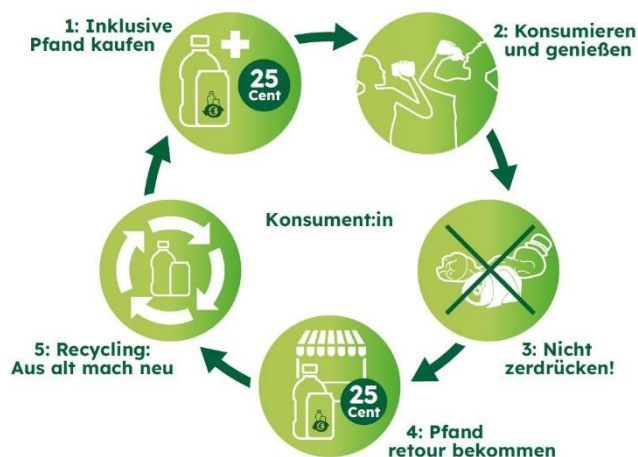 1: Inklusive
Pfand kaufen
25
Cent
€
2: Konsumieren
und genießen
Konsument:in
3: Nicht
zerdrücken!
25
Cent
€
4: Pfand
retour bekommen
5: Recycling:
Aus alt mach neu